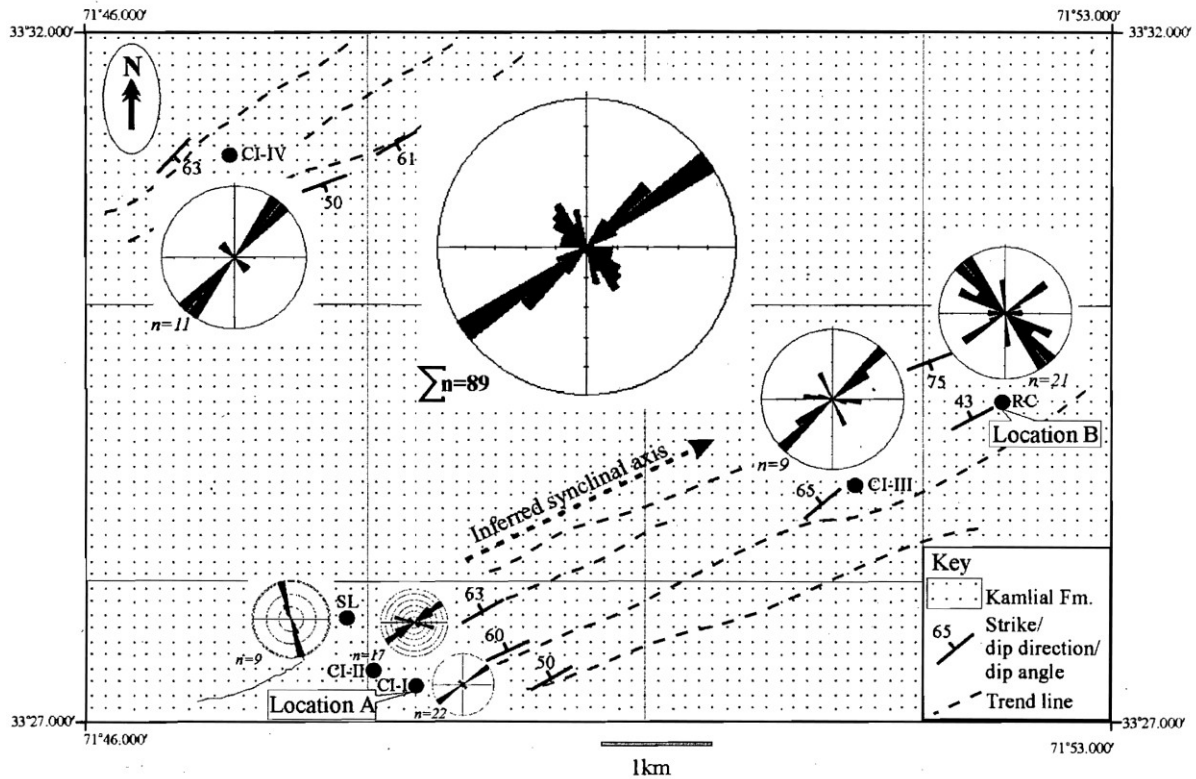 71°46.000'
71°53.000'
33°32.000'
33°32.000'
N
CI-IV
63
61
50
n=11
∑n=89
n=21
75
43
RC
Location B
n=9
65
CI-III
Inferred synclinal axis
SL
63
n=9
n=17
60
CI-II
CI-I
50
Location A
n=22
Key
Kamlial Fm.
65
Strike/
dip direction/
dip angle
Trend line
33°27.000'
33°27.000'
71°46.000'
71°53.000'
1km